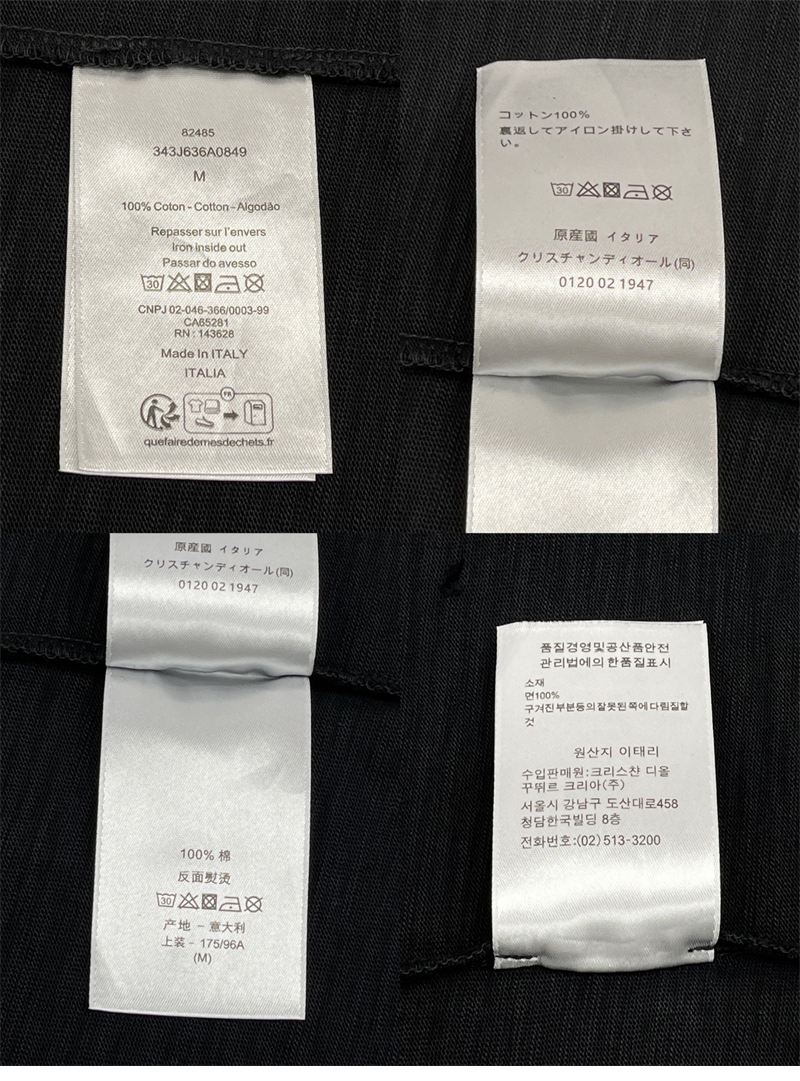 82485
343J636A0849
M
100% Coton - Cotton - Algodão
Repasser sur l'envers
Iron inside out
Passar do avesso
30
CNPJ 02-046-366/0003-99
CA65281
RN : 143628
Made In ITALY
ITALIA
FR
quefairedemesdechets.fr
コットン100%
裏返してアイロン掛けして下さ
い。
30
原産國 イタリア
クリスチャンディオール(同)
0120 02 1947
原産國 イタリア
クリスチャンディオール(同)
0120 02 1947
100% 棉
反面熨烫
30
产地 - 意大利
上装 - 175/96A
(M)
품질경영및공산품안전
관리법에의한품질표시
소재
면100%
구겨진부분등의잘못된쪽에다림질할
것
원산지 이태리
수입판매원:크리스챤 디올
꾸뛰르 크리아(주)
서울시 강남구 도산대로458
청담한국빌딩 8층
전화번호:(02)513-3200